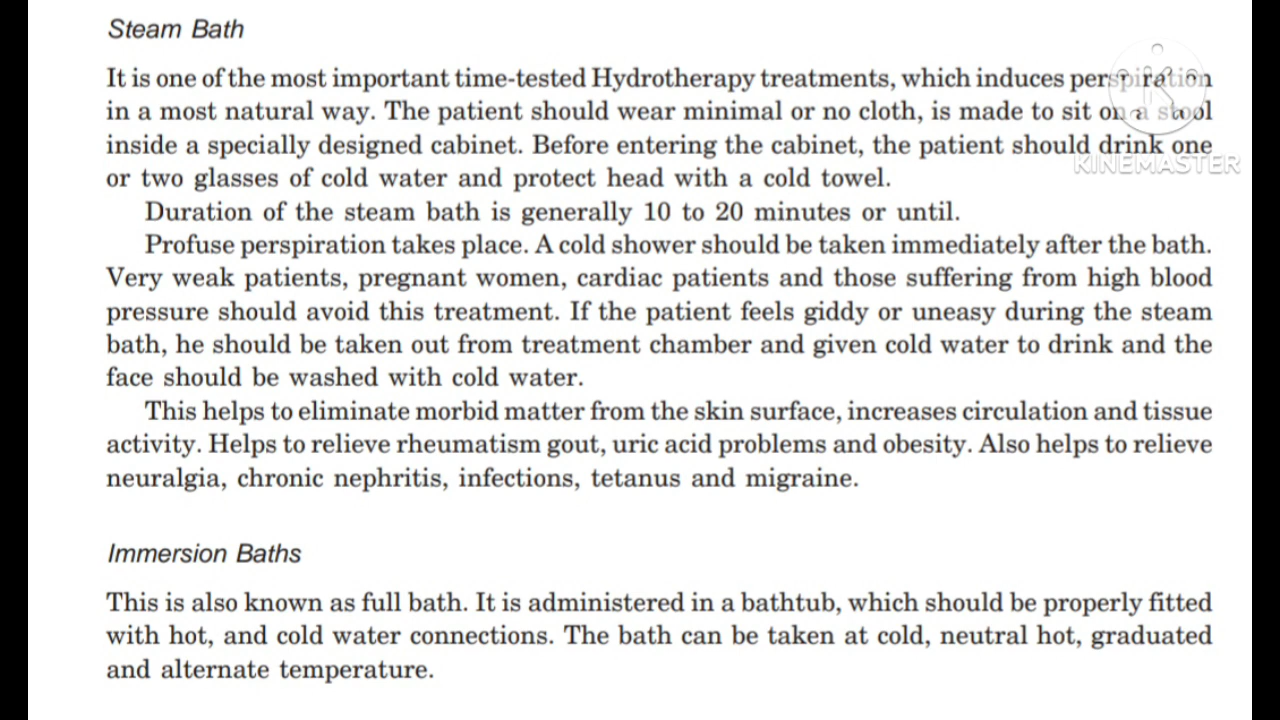 Steam Bath
It is one of the most important time-tested Hydrotherapy treatments, which induces perspiration
in a most natural way. The patient should wear minimal or no cloth, is made to sit on a stool
inside a specially designed cabinet. Before entering the cabinet, the patient should drink one
or two glasses of cold water and protect head with a cold towel.
KINEMASTER
Duration of the steam bath is generally 10 to 20 minutes or until.
Profuse perspiration takes place. A cold shower should be taken immediately after the bath.
Very weak patients, pregnant women, cardiac patients and those suffering from high blood
pressure should avoid this treatment. If the patient feels giddy or uneasy during the steam
bath, he should be taken out from treatment chamber and given cold water to drink and the
face should be washed with cold water.
This helps to eliminate morbid matter from the skin surface, increases circulation and tissue
activity. Helps to relieve rheumatism gout, uric acid problems and obesity. Also helps to relieve
neuralgia, chronic nephritis, infections, tetanus and migraine.
Immersion Baths
This is also known as full bath. It is administered in a bathtub, which should be properly fitted
with hot, and cold water connections. The bath can be taken at cold, neutral hot, graduated
and alternate temperature.